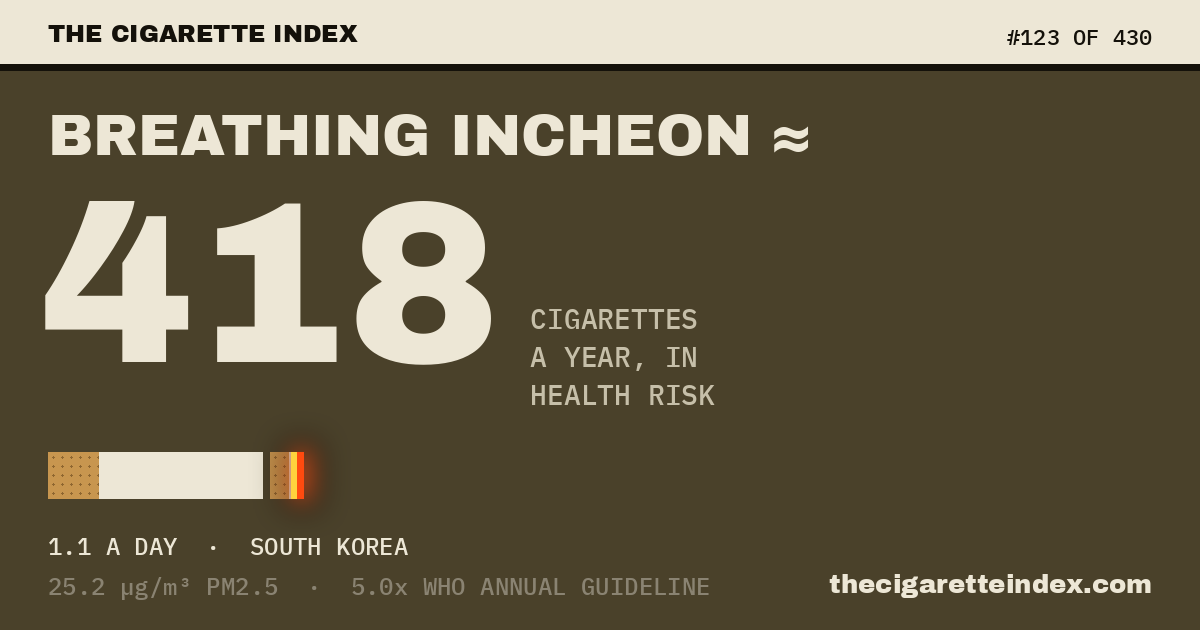 THE CIGARETTE INDEX
#123 OF 430
BREATHING INCHEON ≈
418
CIGARETTES
A YEAR, IN
HEALTH RISK
1.1 A DAY · SOUTH KOREA
25.2 µg/m³ PM2.5 · 5.0x WHO ANNUAL GUIDELINE
thecigaretteindex.com